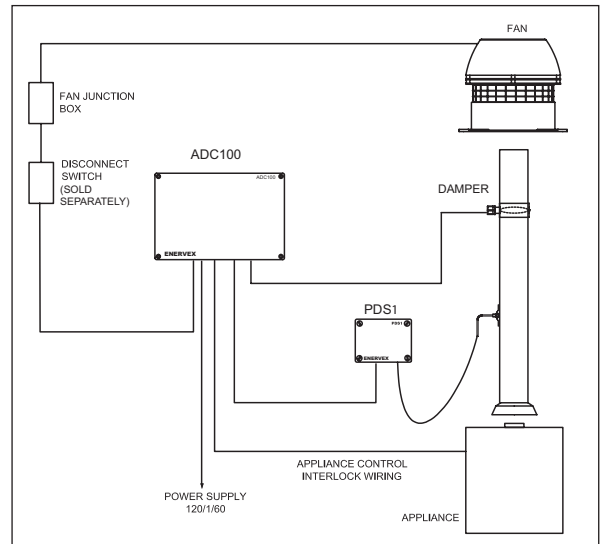 FAN
FAN JUNCTION
BOX
DISCONNECT
SWITCH
(SOLD
SEPARATELY)
ADC100
ADC100
ENERVEX
DAMPER
PDS1
PDS1
ENERVEX
APPLIANCE CONTROL
INTERLOCK WIRING
POWER SUPPLY
120/1/60
APPLIANCE